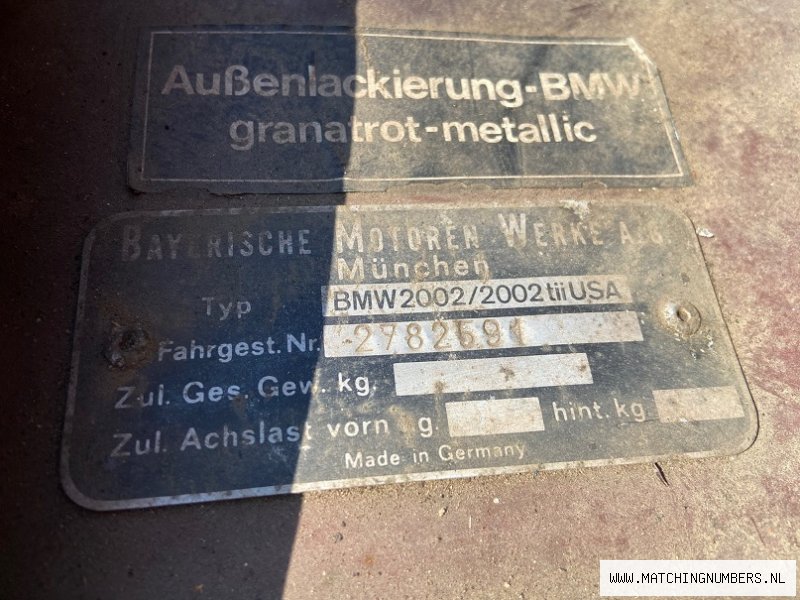 Außenlackierung-BMW
granatrot-metallic
BAYERISCHE MOTOREN WERKE A.G.
München
Typ BMW2002/2002tiiUSA
Fahrgest.Nr. 2782591
Zul. Ges. Gew. kg.
Zul. Achslast vorn kg. hint. kg.
Made in Germany
WWW.MATCHINGNUMBERS.NL